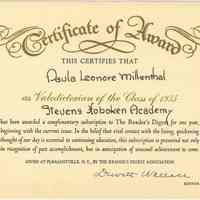 Certificate of Award
THIS CERTIFIES THAT
Paula Leonore Millenthal
as Valedictorian of the Class of 1955
Stevens Hoboken Academy
has been awarded a complimentary subscription to The Reader's Digest for one year,
beginning with the current issue. In the belief that vital contact with the living, quickening
thought of the day is essential to continuing education, this subscription is presented not only
in recognition of past accomplishment, but in anticipation of unusual achievement to come.
GIVEN AT PLEASANTVILLE, N. Y., BY THE READER'S DIGEST ASSOCIATION
DeWitt Wallace